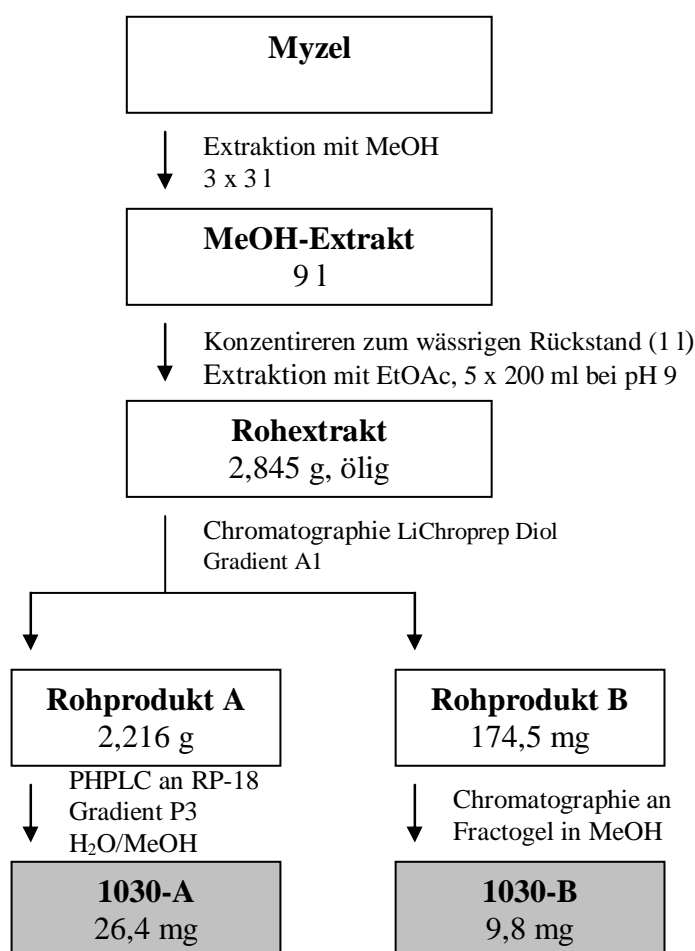 Myzel
Extraktion mit MeOH
3 x 3 l
MeOH-Extrakt
9 l
Konzentireren zum wässrigen Rückstand (1 l)
Extraktion mit EtOAc, 5 x 200 ml bei pH 9
Rohextrakt
2,845 g, ölig
Chromatographie LiChroprep Diol
Gradient A1
Rohprodukt A
2,216 g
Rohprodukt B
174,5 mg
PHPLC an RP-18
Gradient P3
H₂O/MeOH
Chromatographie an
Fractogel in MeOH
1030-A
26,4 mg
1030-B
9,8 mg